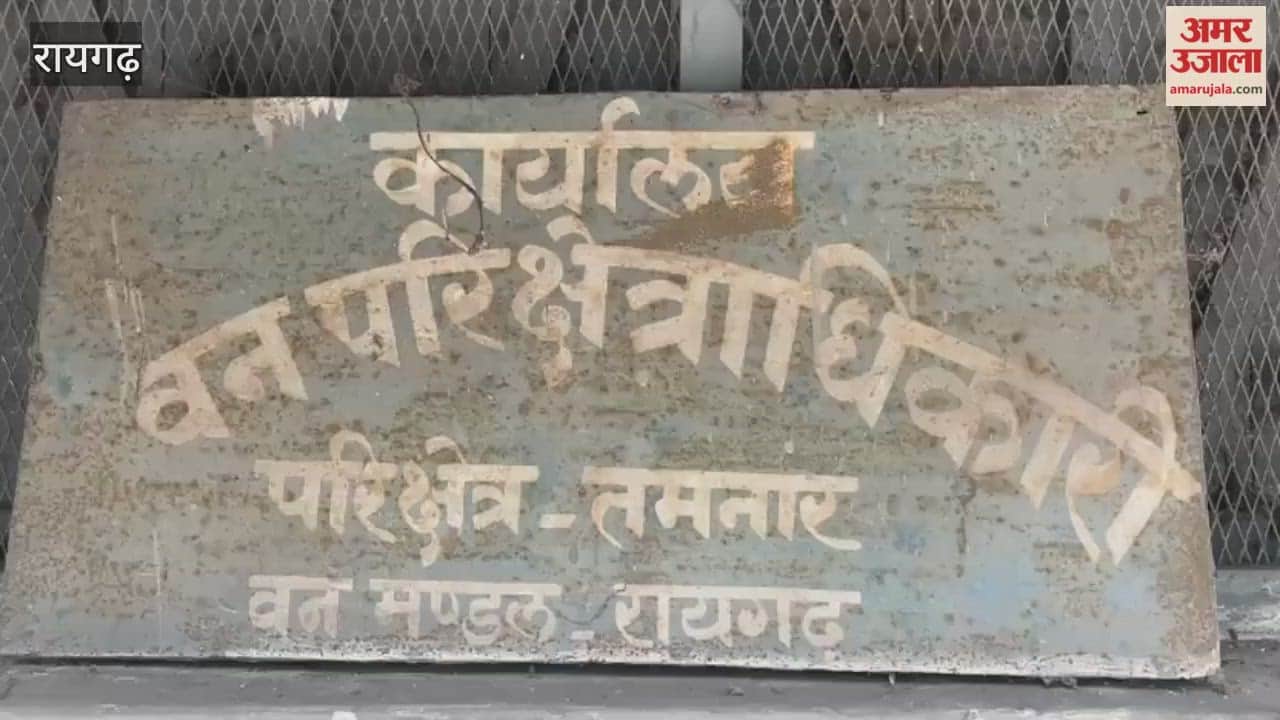 रायगढ़
अमर
उजाला
amarujala.com
कार्यालय
वन परिक्षेत्राधिकारी
परिक्षेत्र - तमनार
वन मण्डल - रायगढ़